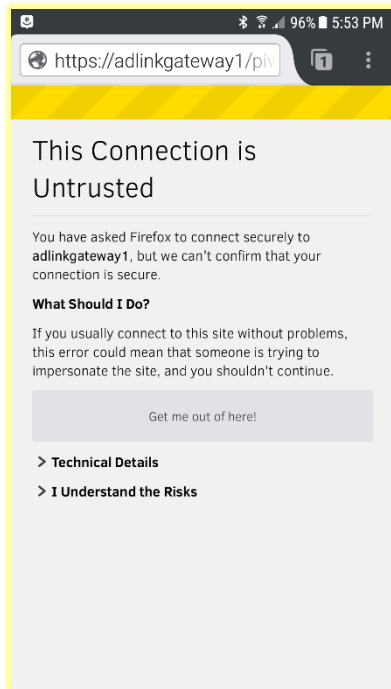 96% 5:53 PM
https://adlinkgateway1/piv
1
This Connection is
Untrusted
You have asked Firefox to connect securely to
adlinkgateway1, but we can't confirm that your
connection is secure.
What Should I Do?
If you usually connect to this site without problems,
this error could mean that someone is trying to
impersonate the site, and you shouldn't continue.
Get me out of here!
Technical Details
I Understand the Risks